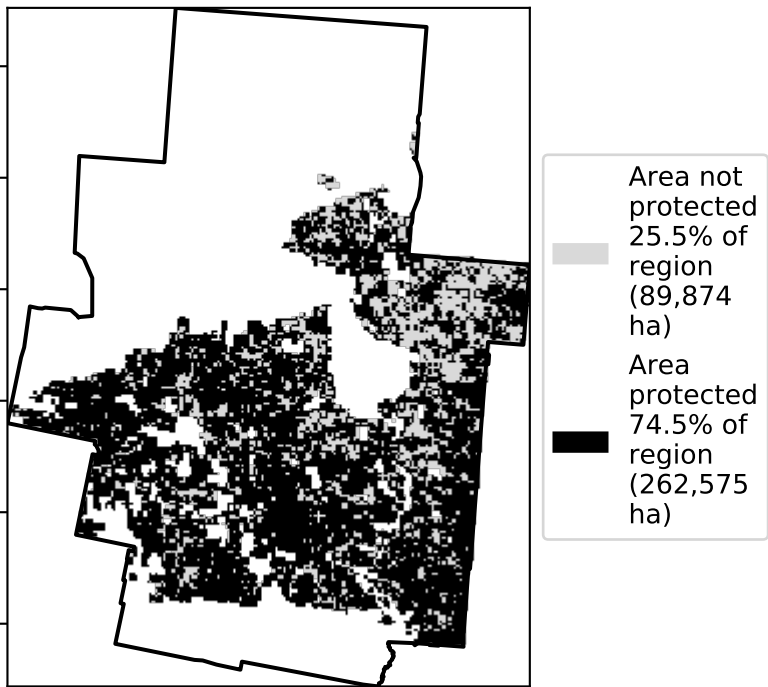 Area not
protected
25.5% of
region
(89,874
ha)
Area
protected
74.5% of
region
(262,575
ha)